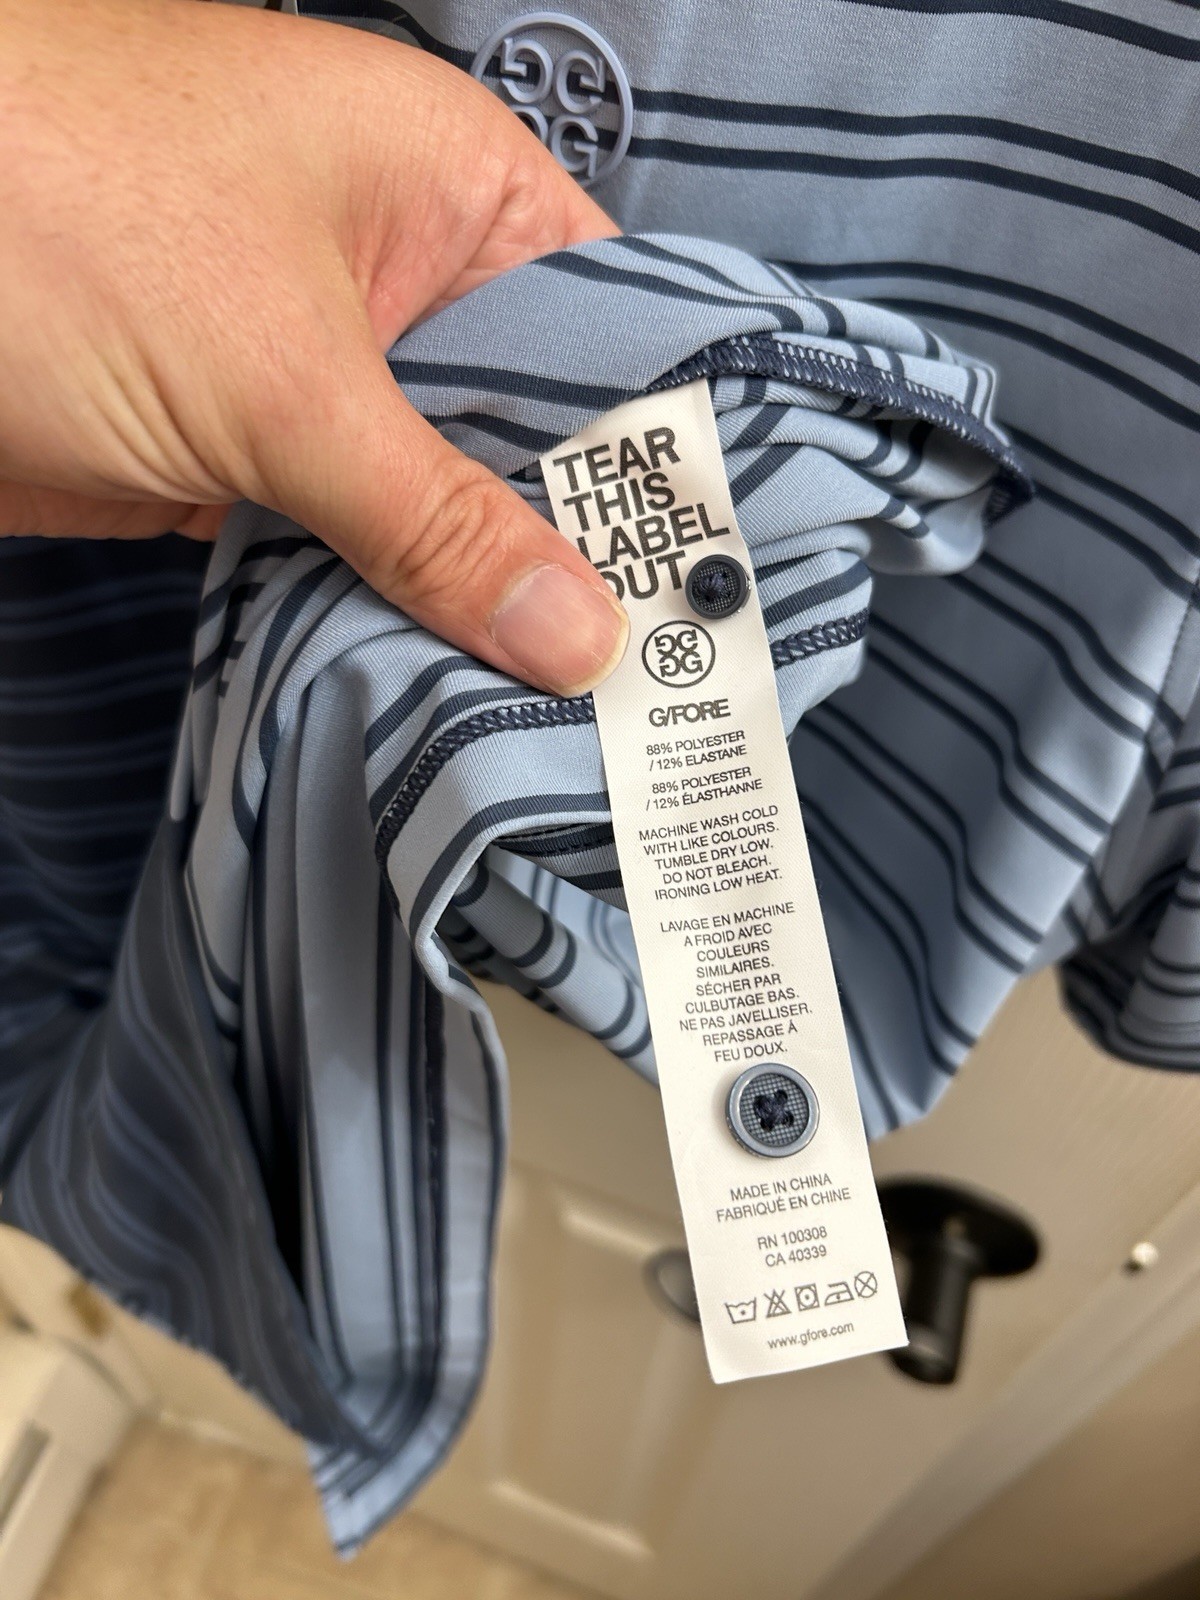 TEAR
THIS
LABEL
OUT
G/FORE
88% POLYESTER
/ 12% ELASTANE
88% POLYESTER
/ 12% ÉLASTHANNE
MACHINE WASH COLD
WITH LIKE COLOURS.
TUMBLE DRY LOW.
DO NOT BLEACH.
IRONING LOW HEAT.
LAVAGE EN MACHINE
A FROID AVEC
COULEURS
SIMILAIRES.
SÉCHER PAR
CULBUTAGE BAS.
NE PAS JAVELLISER.
REPASSAGE À
FEU DOUX.
MADE IN CHINA
FABRIQUÉ EN CHINE
RN 100308
CA 40339
www.gfore.com